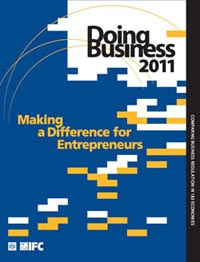 Doing
Business
2011
Making
a Difference for
Entrepreneurs
COMPARING BUSINESS REGULATION IN 183 ECONOMIES
IFC